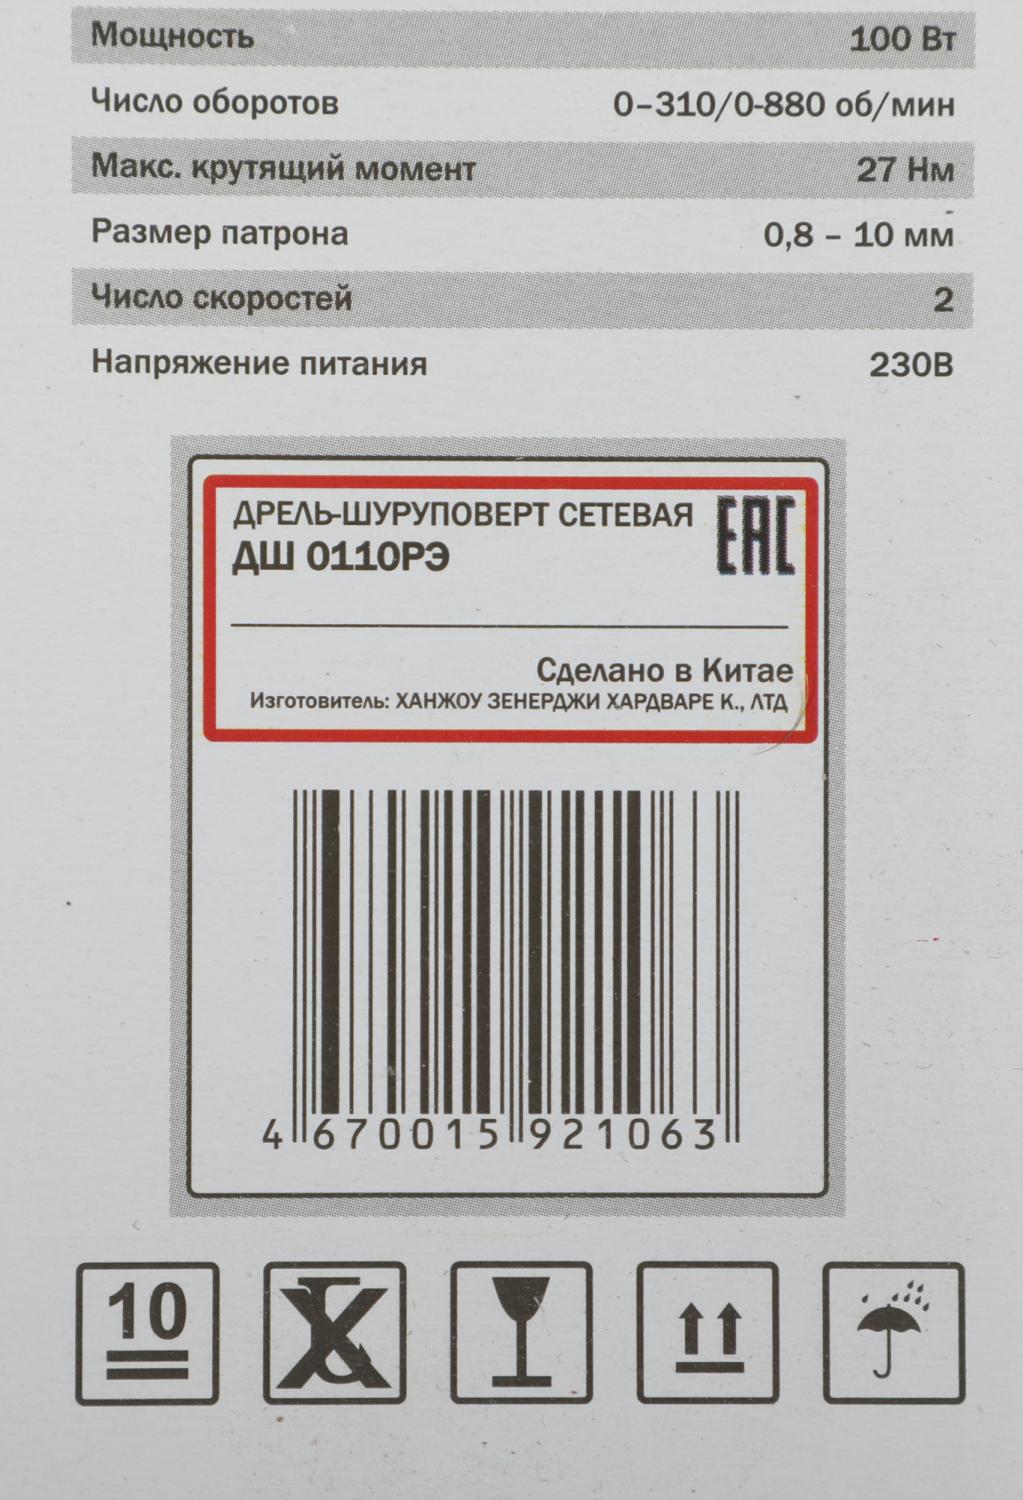 Мощность 100 Вт
Число оборотов 0–310/0-880 об/мин
Макс. крутящий момент 27 Нм
Размер патрона 0,8 – 10 мм
Число скоростей 2
Напряжение питания 230В
ДРЕЛЬ-ШУРУПОВЕРТ СЕТЕВАЯ
ДШ 0110РЭ
EAC
Сделано в Китае
Изготовитель: ХАНЖОУ ЗЕНЕРДЖИ ХАРДВАРЕ К., ЛТД
4 670015 921063
10